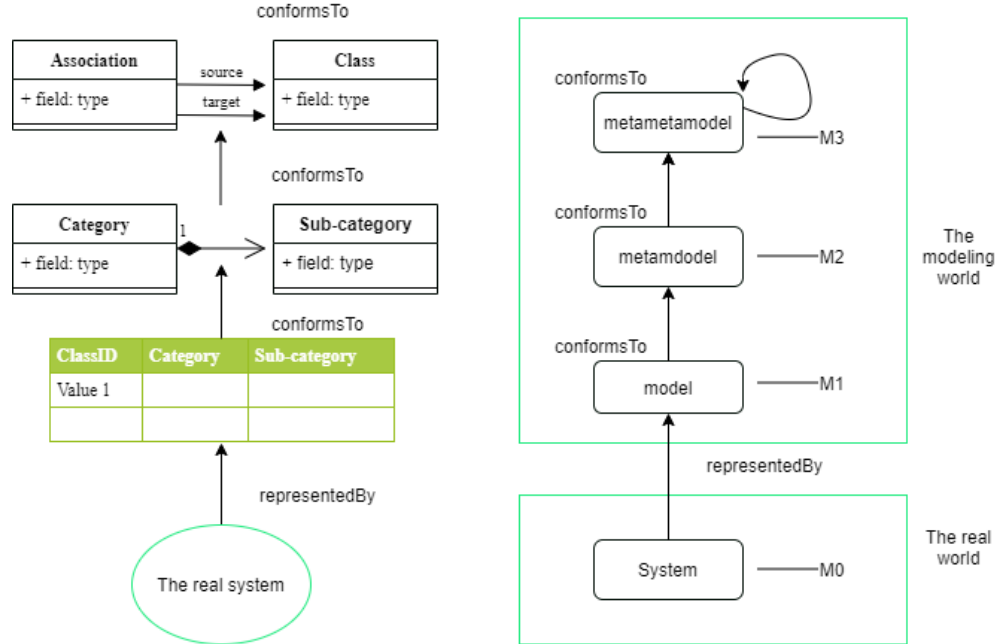 conformsTo
Association
+ field: type
source
target
Class
+ field: type
conformsTo
Category
+ field: type
1
Sub-category
+ field: type
conformsTo
ClassID Category Sub-category
Value 1
representedBy
The real system
conformsTo
metametamodel
M3
conformsTo
metamdodel
M2
The
modeling
world
conformsTo
model
M1
representedBy
System
M0
The real
world